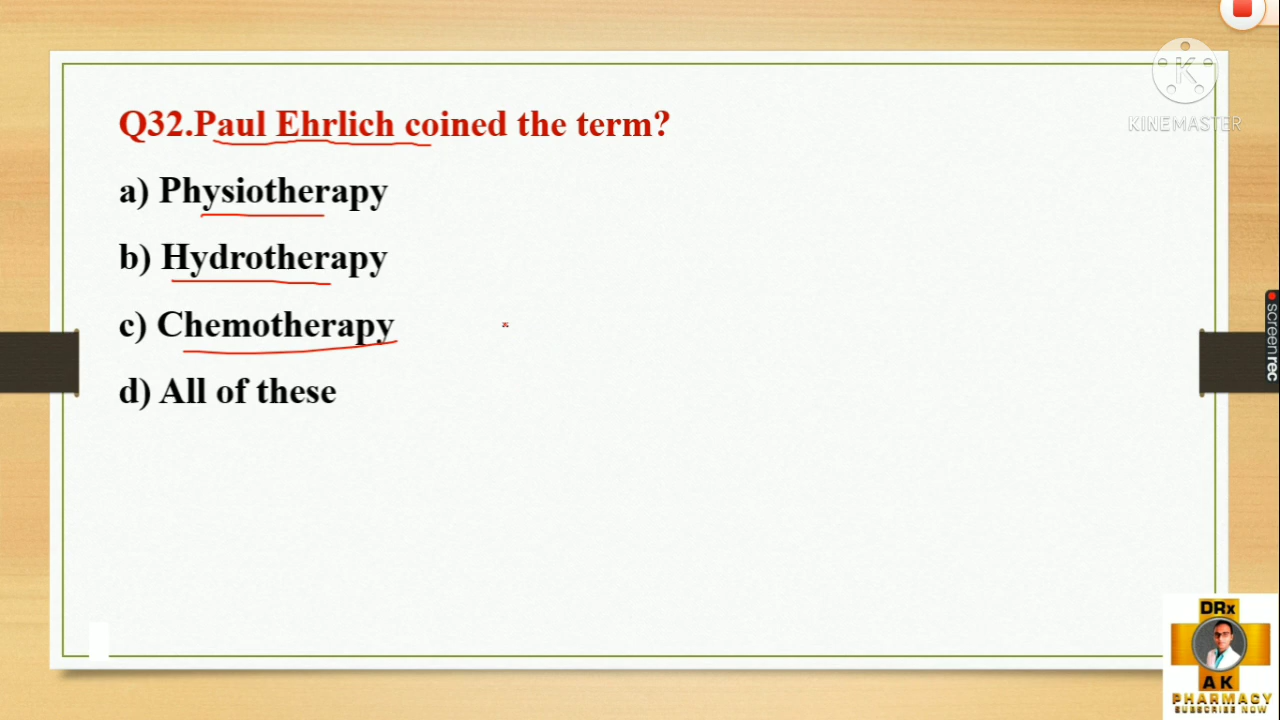 Q32.Paul Ehrlich coined the term?
a) Physiotherapy
b) Hydrotherapy
c) Chemotherapy
d) All of these
KINEMASTER
screenrec
DRx
AK
PHARMACY
SUBSCRIBE NOW